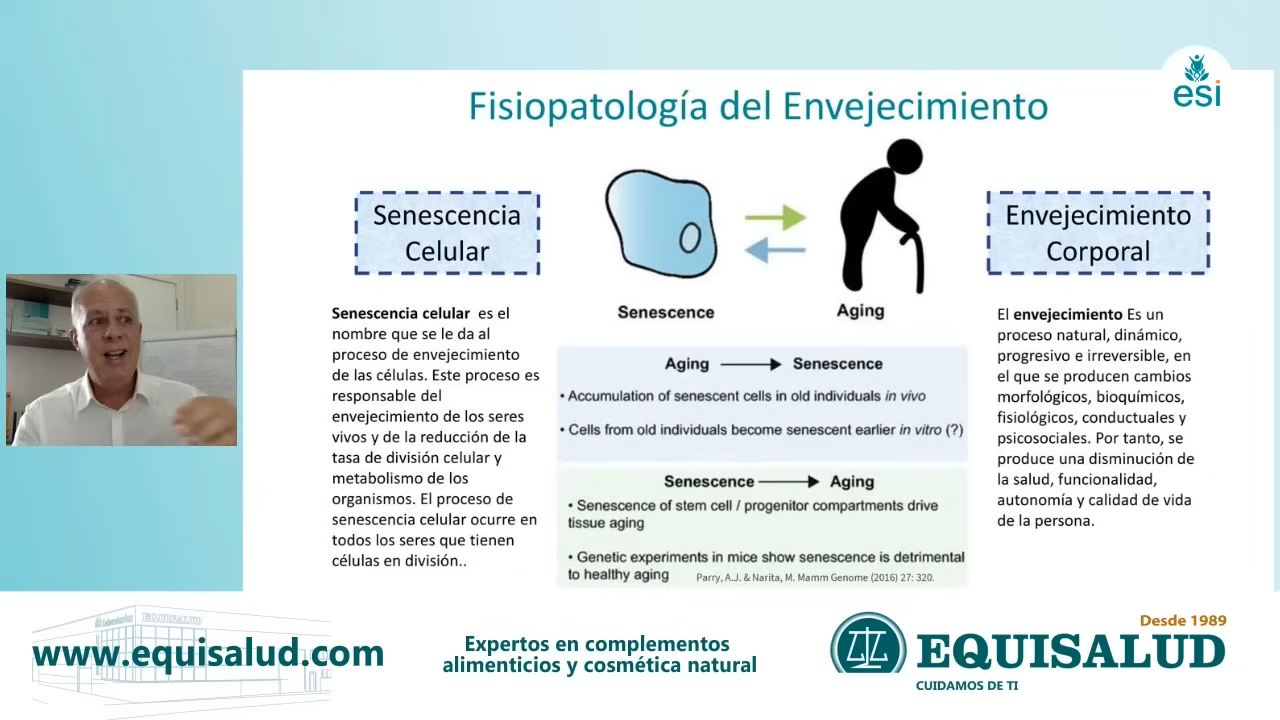 Fisiopatología del Envejecimiento
esi
Senescencia
Celular
Senescence
Aging
Envejecimiento
Corporal
Senescencia celular es el
nombre que se le da al
proceso de envejecimiento
de las células. Este proceso es
responsable del
envejecimiento de los seres
vivos y de la reducción de la
tasa de división celular y
metabolismo de los
organismos. El proceso de
senescencia celular ocurre en
todos los seres que tienen
células en división..
Aging Senescence
• Accumulation of senescent cells in old individuals in vivo
• Cells from old individuals become senescent earlier in vitro (?)
Senescence Aging
• Senescence of stem cell / progenitor compartments drive
tissue aging
• Genetic experiments in mice show senescence is detrimental
to healthy aging
Parry, A.J. & Narita, M. Mamm Genome (2016) 27: 320.
El envejecimiento Es un
proceso natural, dinámico,
progresivo e irreversible, en
el que se producen cambios
morfológicos, bioquímicos,
fisiológicos, conductuales y
psicosociales. Por tanto, se
produce una disminución de
la salud, funcionalidad,
autonomía y calidad de vida
de la persona.
www.equisalud.com
Expertos en complementos
alimenticios y cosmética natural
Desde 1989
EQUISALUD
CUIDAMOS DE TI